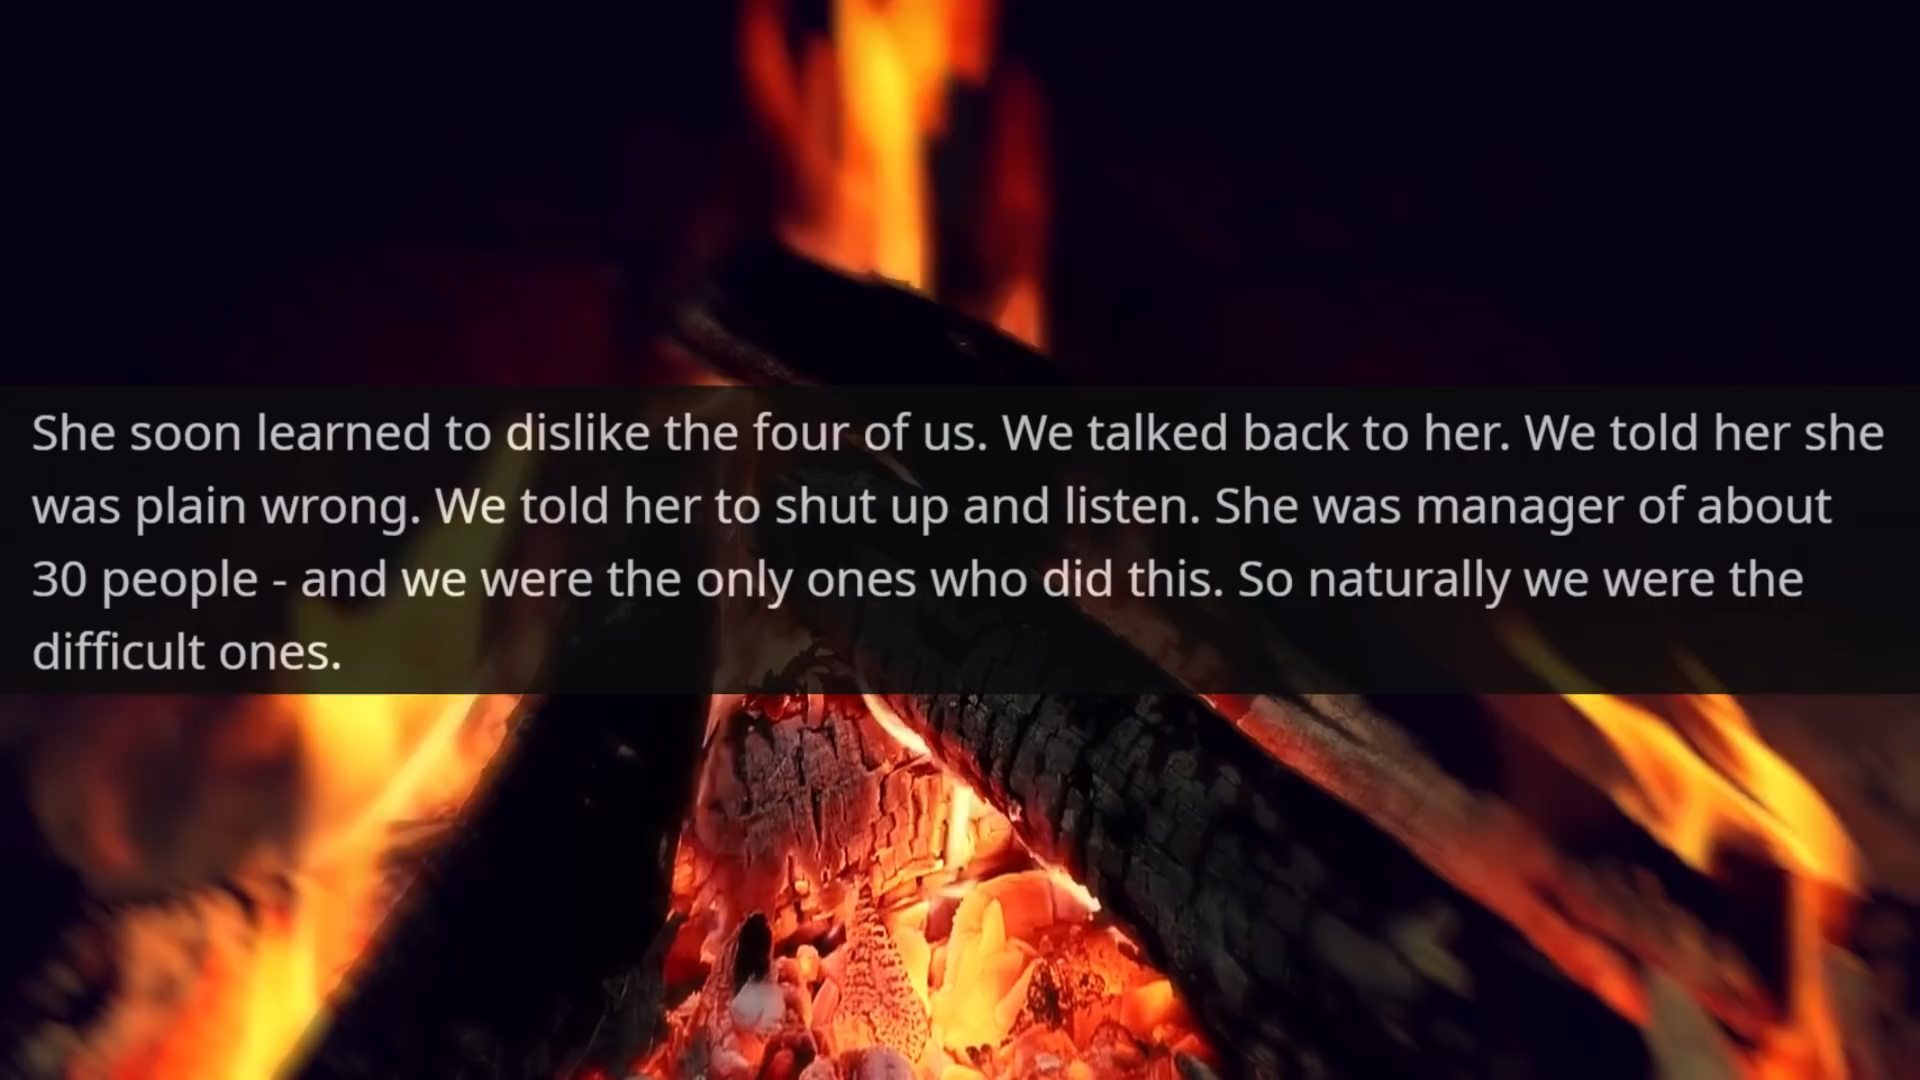 She soon learned to dislike the four of us. We talked back to her. We told her she
was plain wrong. We told her to shut up and listen. She was manager of about
30 people - and we were the only ones who did this. So naturally we were the
difficult ones.